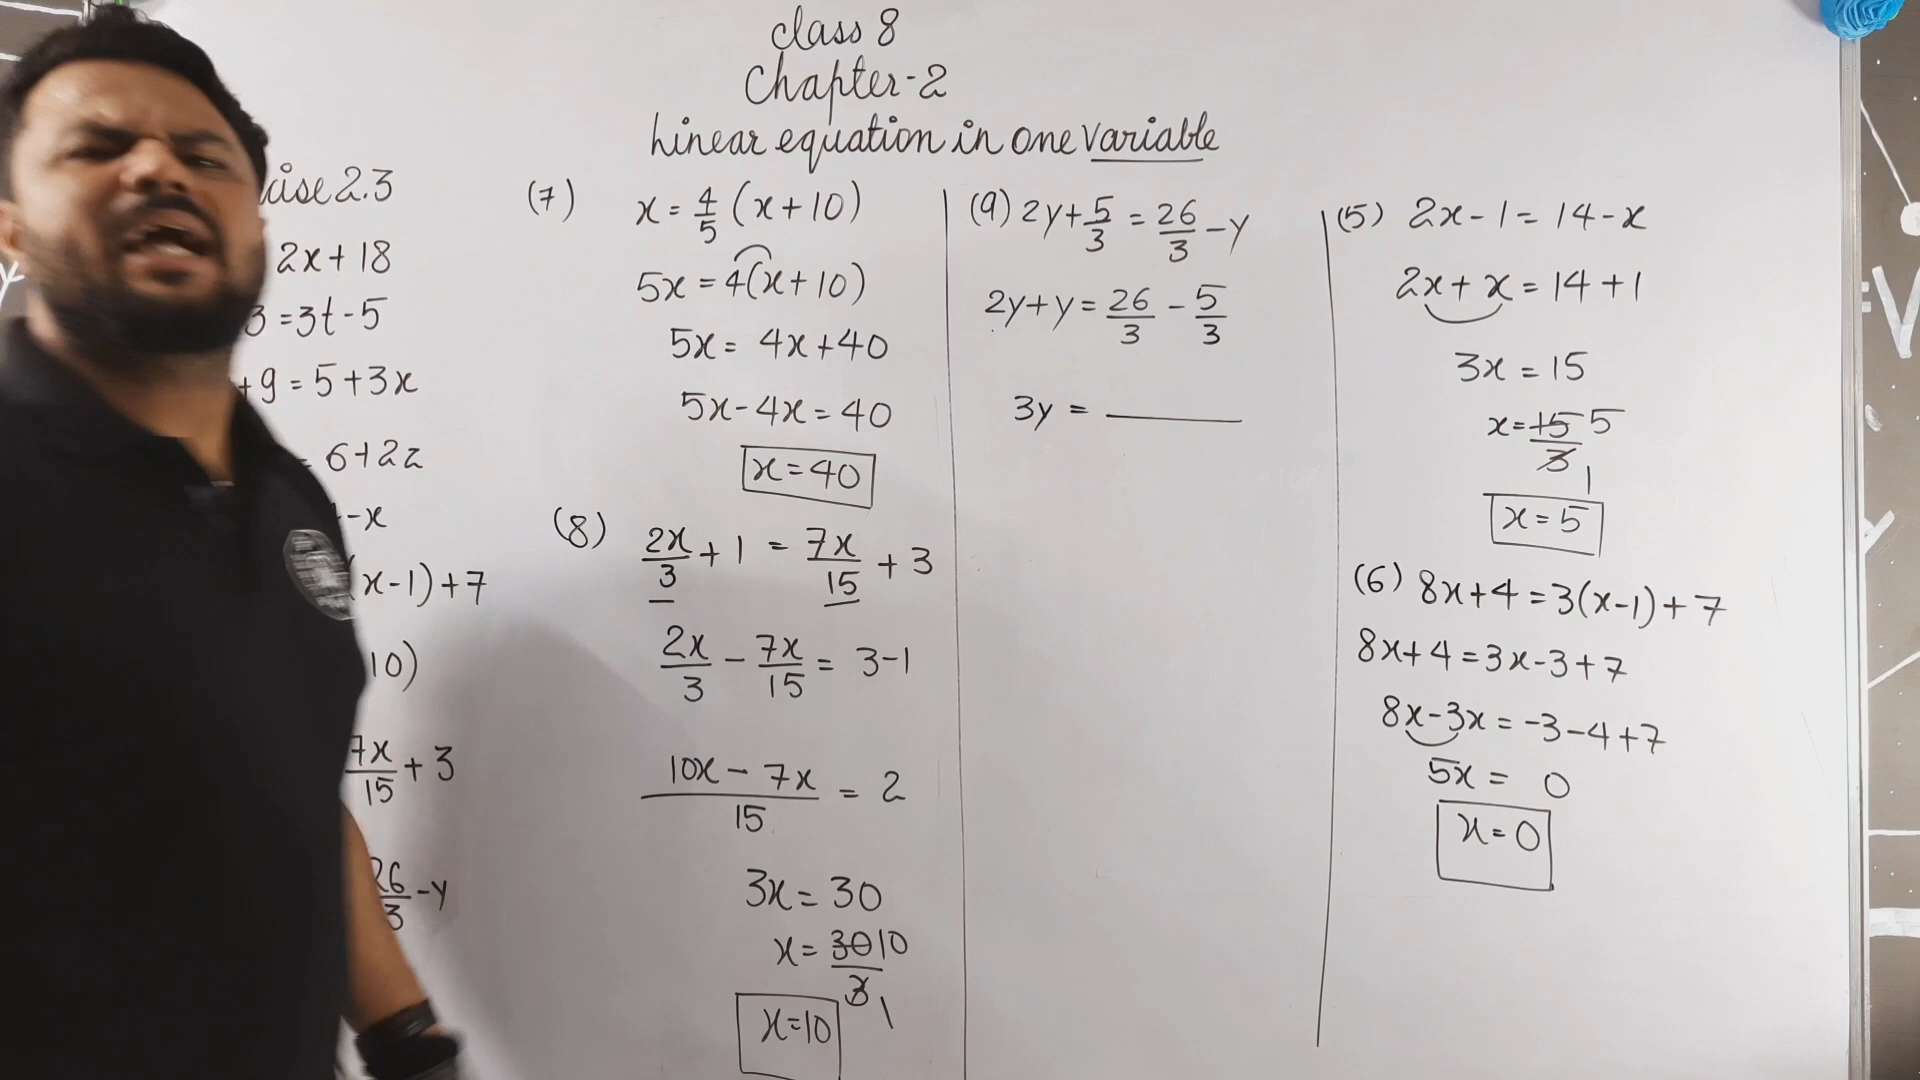 class 8
Chapter-2
Linear equation in one variable
cise 2.3
2x+18
3 =3t-5
+9 = 5+3x
= 6+2z
-x
(x-1)+7
10)
7x/15 + 3
26/3 -y
(7) x = 4/5 (x+10)
5x = 4(x+10)
5x = 4x+40
5x-4x = 40
x=40
(8) 2x/3 + 1 = 7x/15 + 3
2x/3 - 7x/15 = 3-1
10x - 7x/15 = 2
3x = 30
x = 30/3 10 1
x=10
(9) 2y+5/3 = 26/3 -y
2y+y = 26/3 - 5/3
3y =
(5) 2x-1 = 14-x
2x+x = 14+1
3x = 15
x = 15/3 5 1
x=5
(6) 8x+4 = 3(x-1)+7
8x+4 = 3x-3+7
8x-3x = -3-4+7
5x = 0
x=0